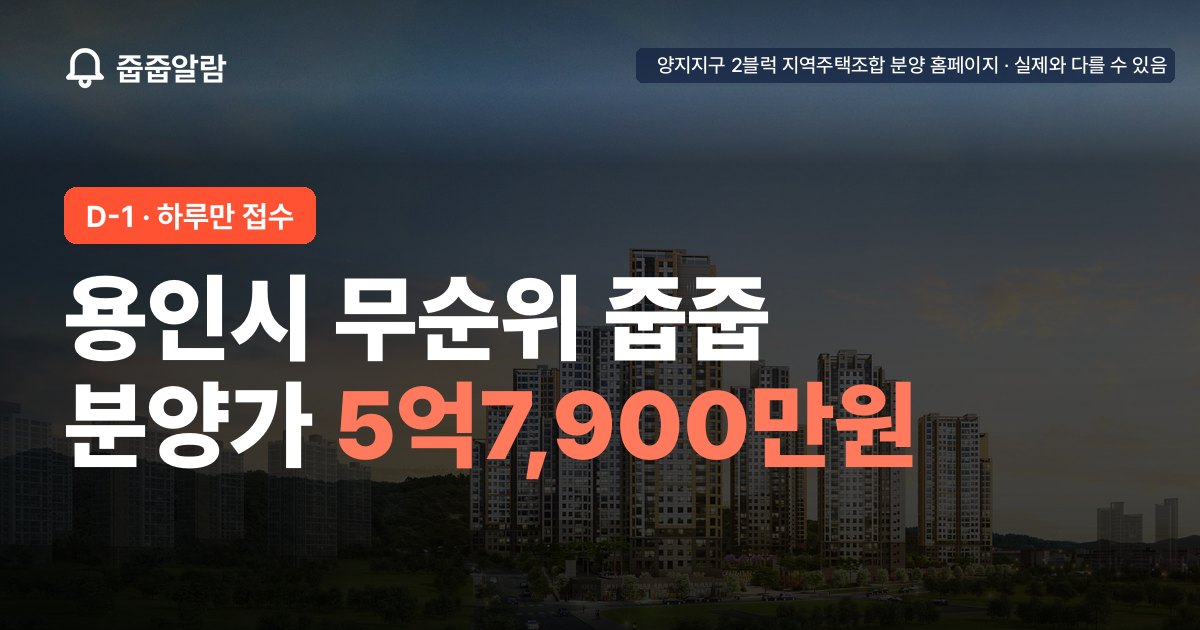 줍줍알람
양지지구 2블럭 지역주택조합 분양 홈페이지 · 실제와 다를 수 있음
D-1 · 하루만 접수
용인시 무순위 줍줍
분양가 5억7,900만원